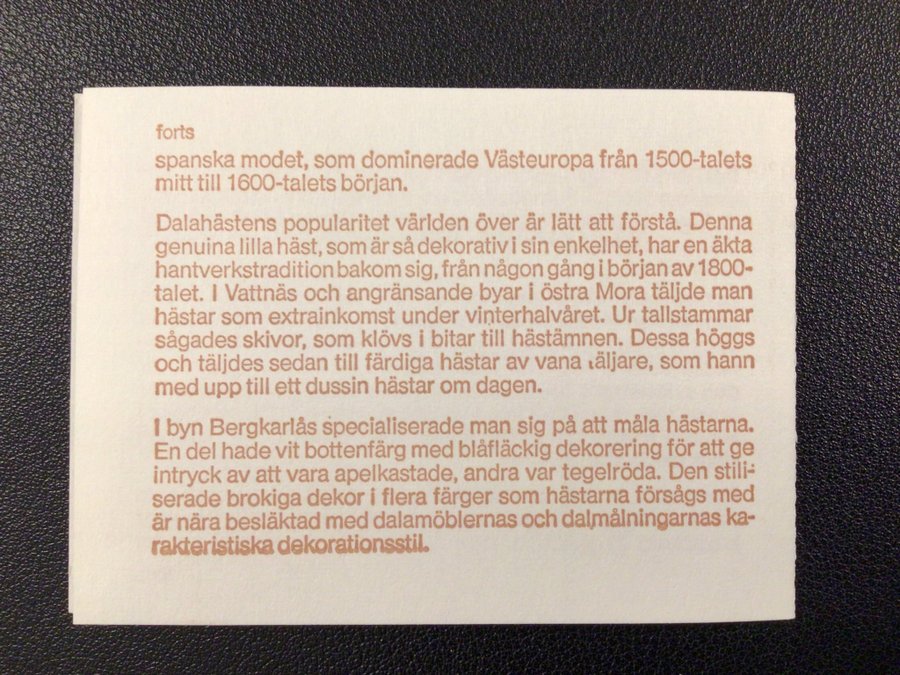 forts
spanska modet, som dominerade Västeuropa från 1500-talets
mitt till 1600-talets början.
Dalahästens popularitet världen över är lätt att förstå. Denna
genuina lilla häst, som är så dekorativ i sin enkelhet, har en äkta
hantverkstradition bakom sig, från någon gång i början av 1800-
talet. I Vattnäs och angränsande byar i östra Mora täljde man
hästar som extrainkomst under vinterhalvåret. Ur tallstammar
sågades skivor, som klövs i bitar till hästämnen. Dessa höggs
och täljdes sedan till färdiga hästar av vana täljare, som hann
med upp till ett dussin hästar om dagen.
I byn Bergkarlås specialiserade man sig på att måla hästarna.
En del hade vit bottenfärg med blåfläckig dekorering för att ge
intryck av att vara apelkastade, andra var tegelröda. Den stili-
serade brokiga dekor i flera färger som hästarna försågs med
är nära besläktad med dalamöblernas och dalmålningarnas ka-
rakteristiska dekorationsstil.